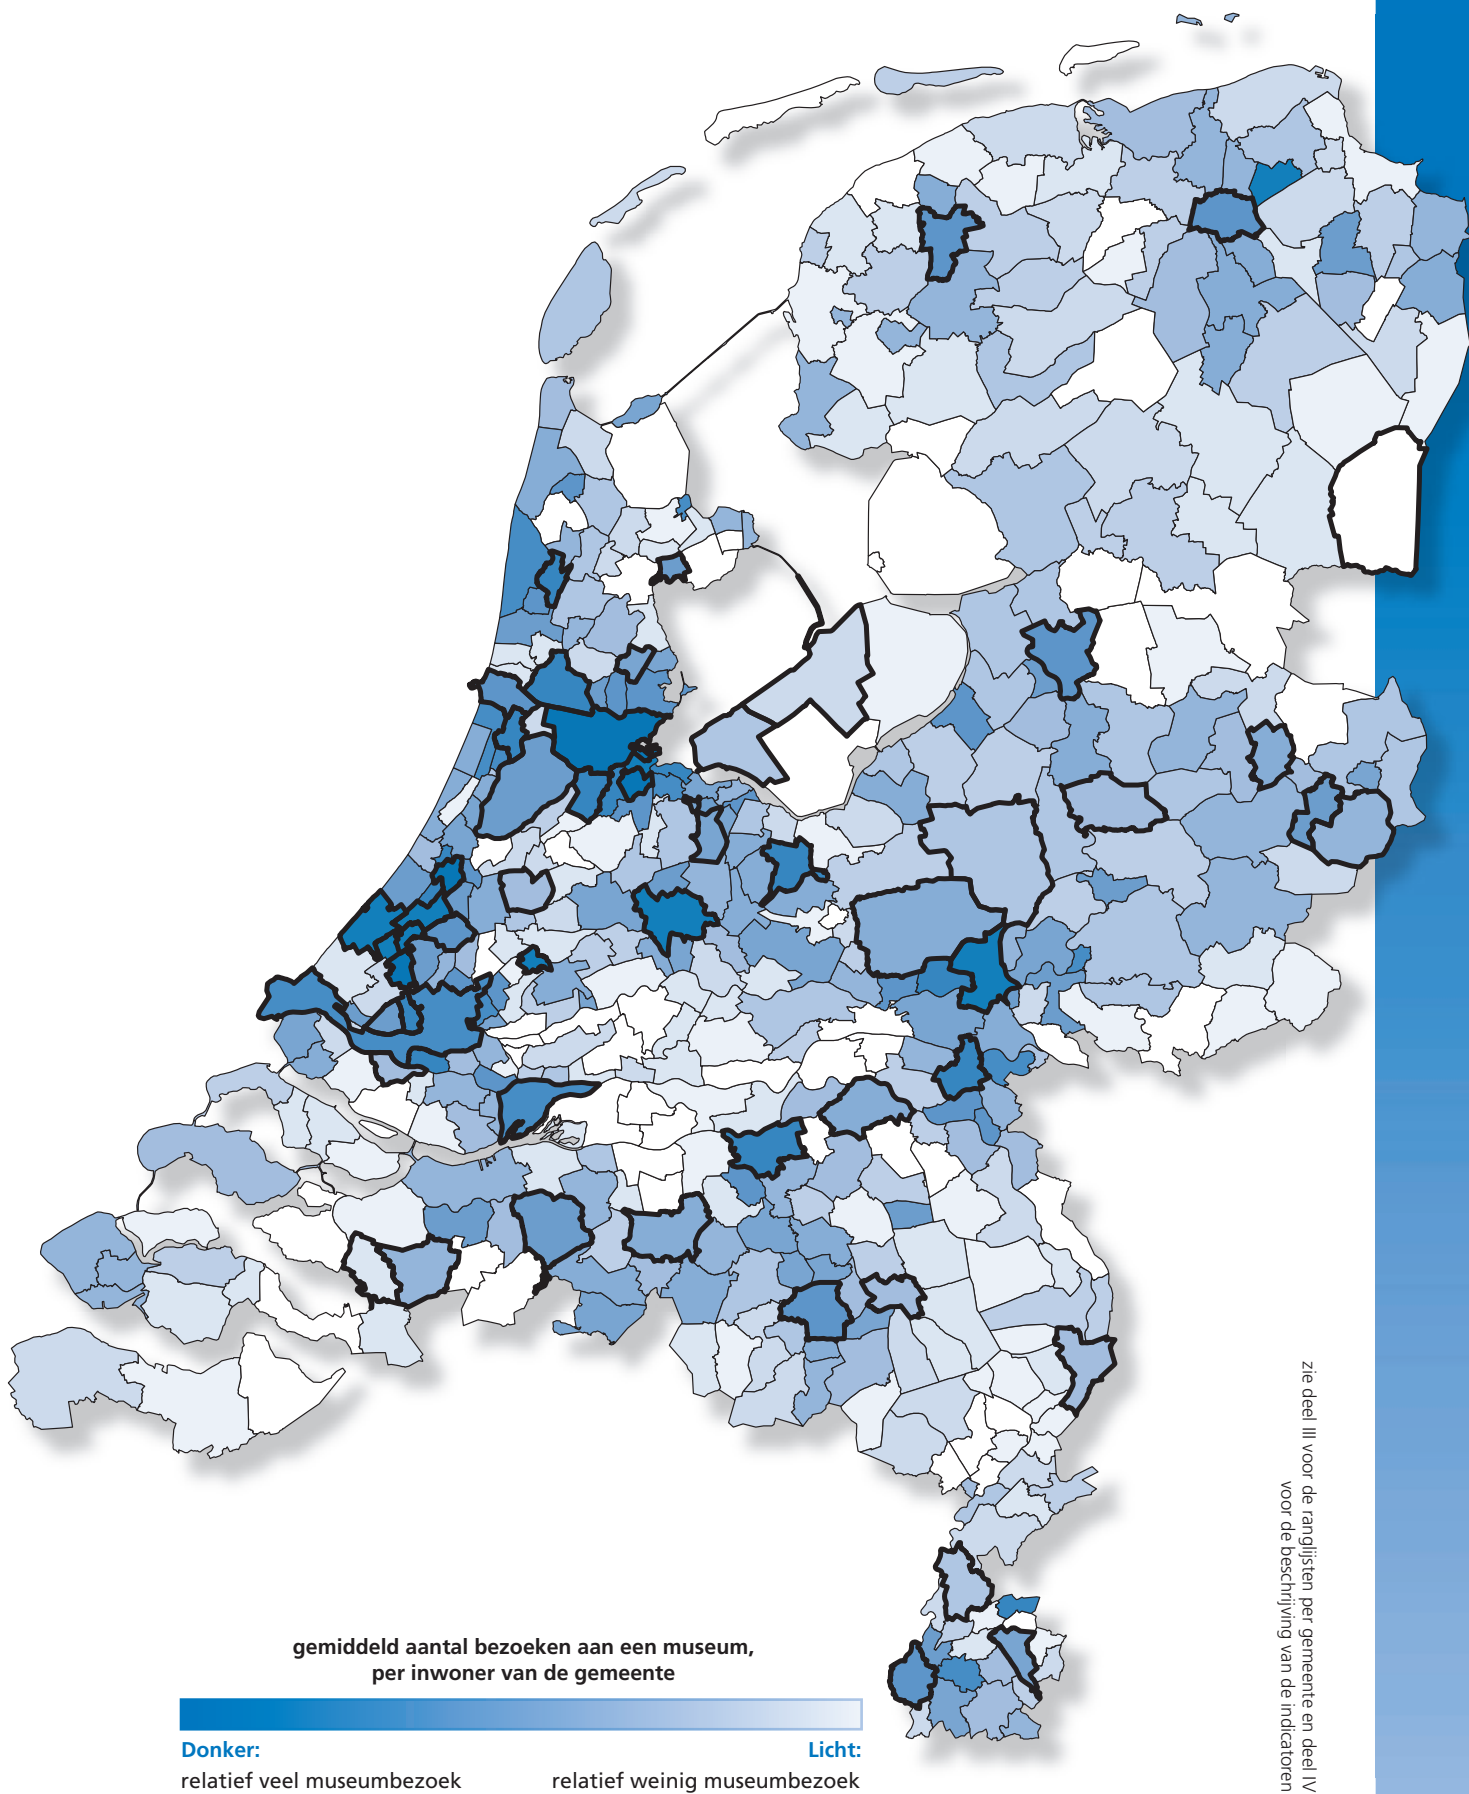 gemiddeld aantal bezoeken aan een museum,
per inwoner van de gemeente
Donker:
Licht:
relatief veel museumbezoek
relatief weinig museumbezoek
zie deel III voor de ranglijsten per gemeente en deel IV
voor de beschrijving van de indicatoren